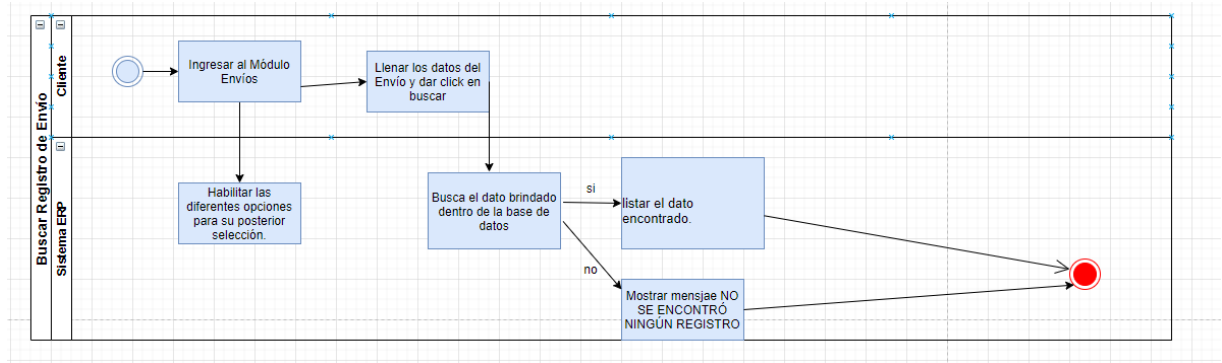 Buscar Registro de Envío
Cliente
Ingresar al Módulo
Envíos
Llenar los datos del
Envío y dar click en
buscar
Sistema ERP
Habilitar las
diferentes opciones
para su posterior
selección.
Busca el dato brindado
dentro de la base de
datos
si
listar el dato
encontrado.
no
Mostrar mensjae NO
SE ENCONTRÓ
NINGÚN REGISTRO